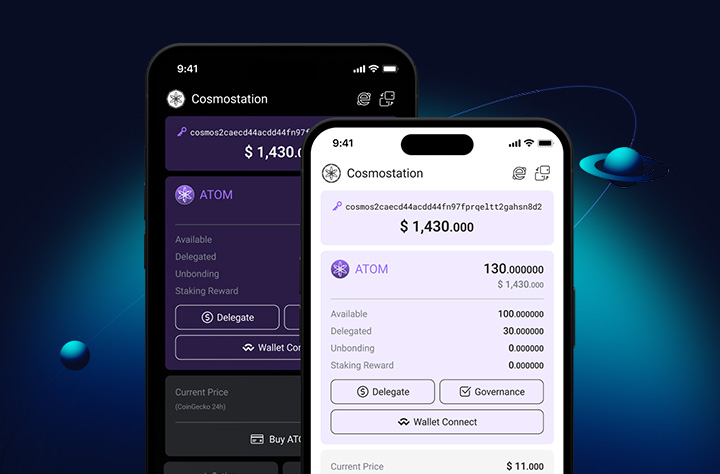 9:41
Cosmostation
cosmos2caecd44acdd44fn97f
$ 1,430.
ATOM
Available
Delegated
Unbonding
Staking Reward
Delegate
Wallet Con
Current Price
(CoinGecko 24h)
Buy ATO
9:41
Cosmostation
cosmos2caecd44acdd44fn97fprqeltt2gahsn8d2
$ 1,430.000
ATOM 130.000000
$ 1,430.000
Available 100.000000
Delegated 30.000000
Unbonding 0.000000
Staking Reward 0.000000
Delegate Governance
Wallet Connect
Current Price $ 11.000